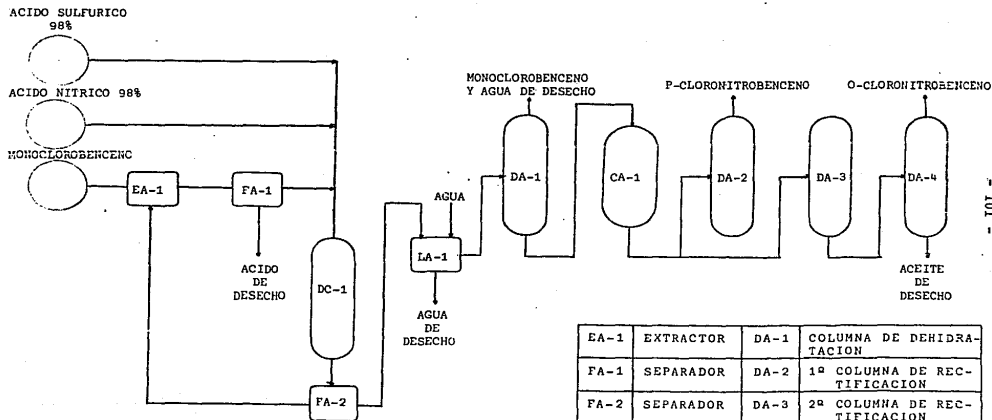 ACIDO SULFURICO
98%
ACIDO NITRICO 98%
MONOCLOROBENCENO
EA-1
FA-1
ACIDO
DE
DESECHO
DC-1
FA-2
AGUA
LA-1
AGUA
DE
DESECHO
MONOCLOROBENCENO
Y AGUA DE DESECHO
DA-1
CA-1
P-CLORONITROBENCENO
DA-2
DA-3
O-CLORONITROBENCENO
DA-4
ACEITE
DE
DESECHO
- 101 -
EA-1 EXTRACTOR DA-1 COLUMNA DE DEHIDRA-
TACION
FA-1 SEPARADOR DA-2 1ª COLUMNA DE REC-
TIFICACION
FA-2 SEPARADOR DA-3 2ª COLUMNA DE REC-
TIFICACION